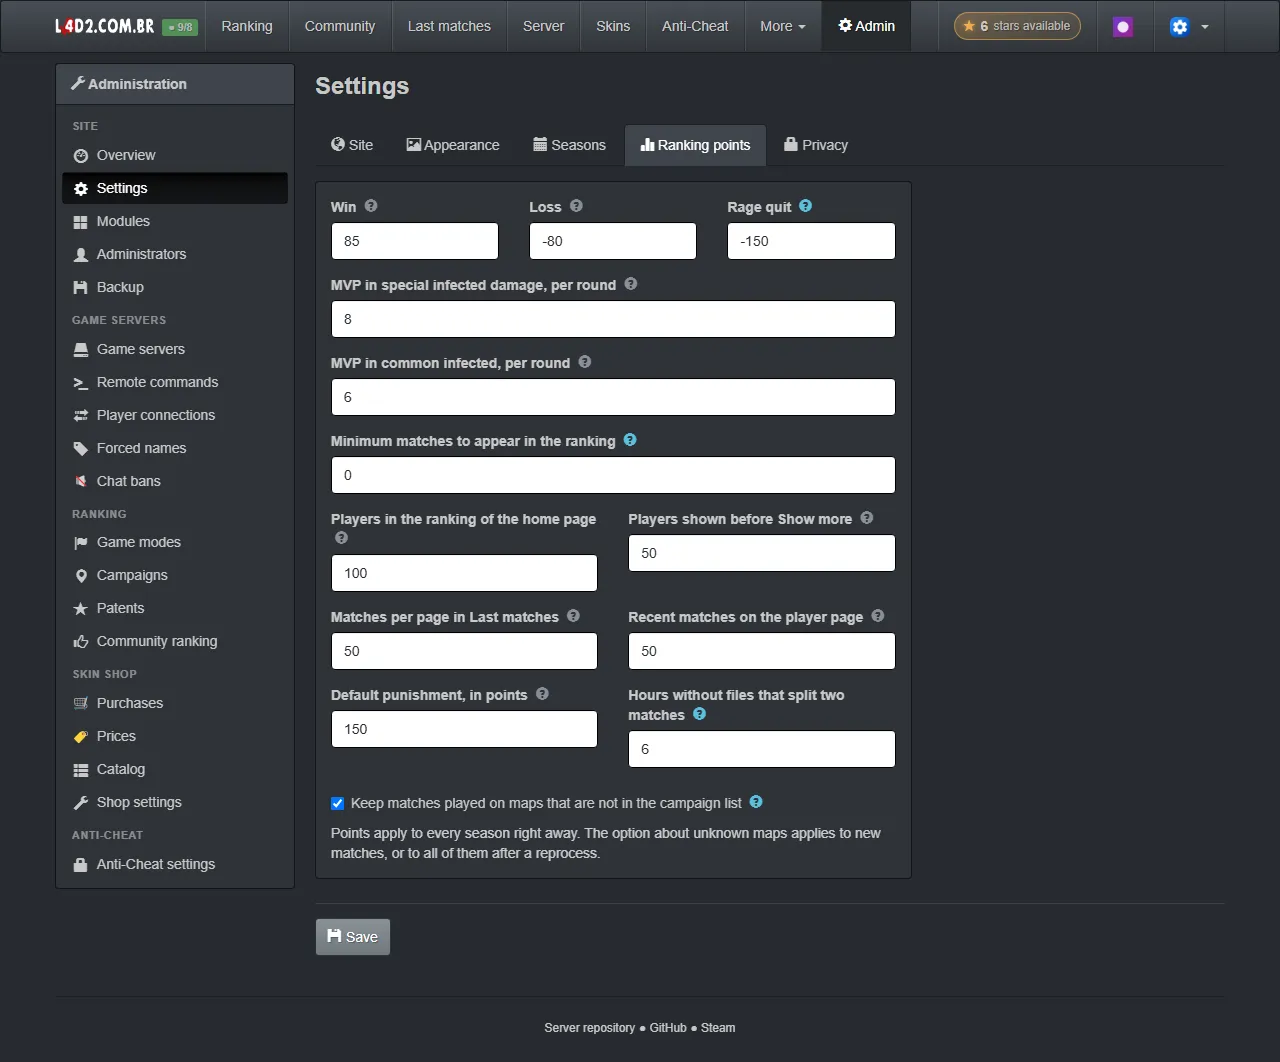 L4D2.COM.BR 9/8 Ranking Community Last matches Server Skins Anti-Cheat More Admin 6 stars available
Administration
SITE
Overview
Settings
Modules
Administrators
Backup
GAME SERVERS
Game servers
Remote commands
Player connections
Forced names
Chat bans
RANKING
Game modes
Campaigns
Patents
Community ranking
SKIN SHOP
Purchases
Prices
Catalog
Shop settings
ANTI-CHEAT
Anti-Cheat settings
Settings
Site Appearance Seasons Ranking points Privacy
Win ? Loss ? Rage quit ?
85 -80 -150
MVP in special infected damage, per round ?
8
MVP in common infected, per round ?
6
Minimum matches to appear in the ranking ?
0
Players in the ranking of the home page ?
100
Players shown before Show more ?
50
Matches per page in Last matches ?
50
Recent matches on the player page ?
50
Default punishment, in points ?
150
Hours without files that split two
matches ?
6
Keep matches played on maps that are not in the campaign list ?
Points apply to every season right away. The option about unknown maps applies to new
matches, or to all of them after a reprocess.
Save
Server repository ● GitHub ● Steam